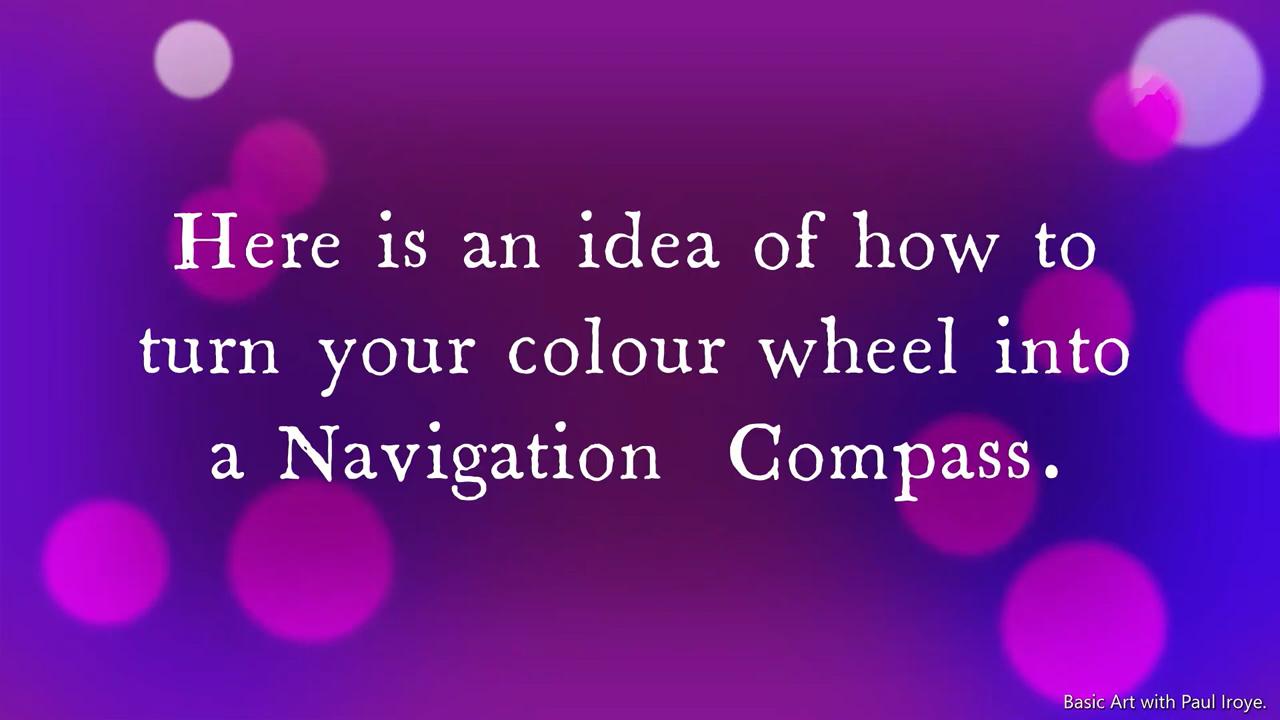 Here is an idea of how to
turn your colour wheel into
a Navigation Compass.
Basic Art with Paul Iroye.